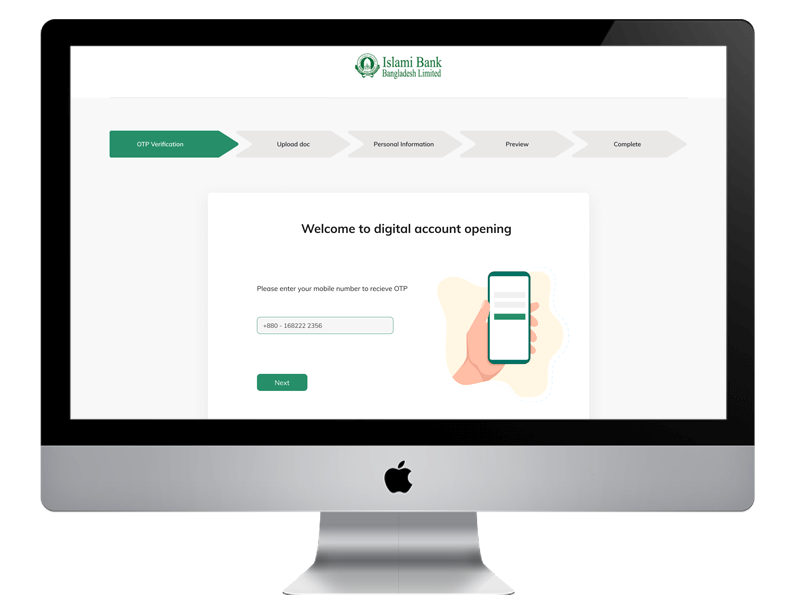 Islami Bank
Bangladesh Limited
OTP Verification
Upload doc
Personal Information
Preview
Complete
Welcome to digital account opening
Please enter your mobile number to recieve OTP
+880 - 168222 2356
Next